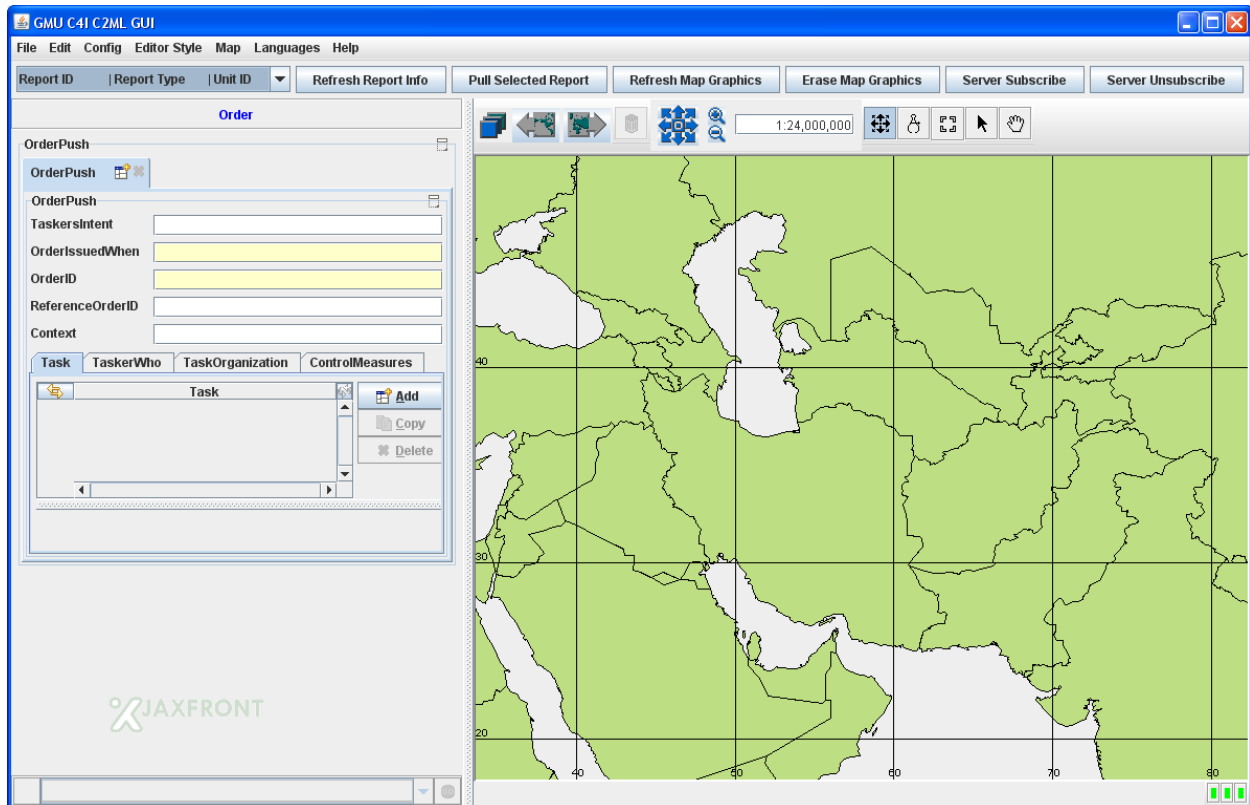 GMU C4I C2ML GUI
File Edit Config Editor Style Map Languages Help
Report ID |Report Type |Unit ID Refresh Report Info Pull Selected Report Refresh Map Graphics Erase Map Graphics Server Subscribe Server Unsubscribe
Order
1:24,000,000
OrderPush
OrderPush
OrderPush
TaskersIntent
OrderIssuedWhen
OrderID
ReferenceOrderID
Context
Task TaskerWho TaskOrganization ControlMeasures
Task
Add
Copy
Delete
JAXFRONT
40
30
20
40 50 60 70 80